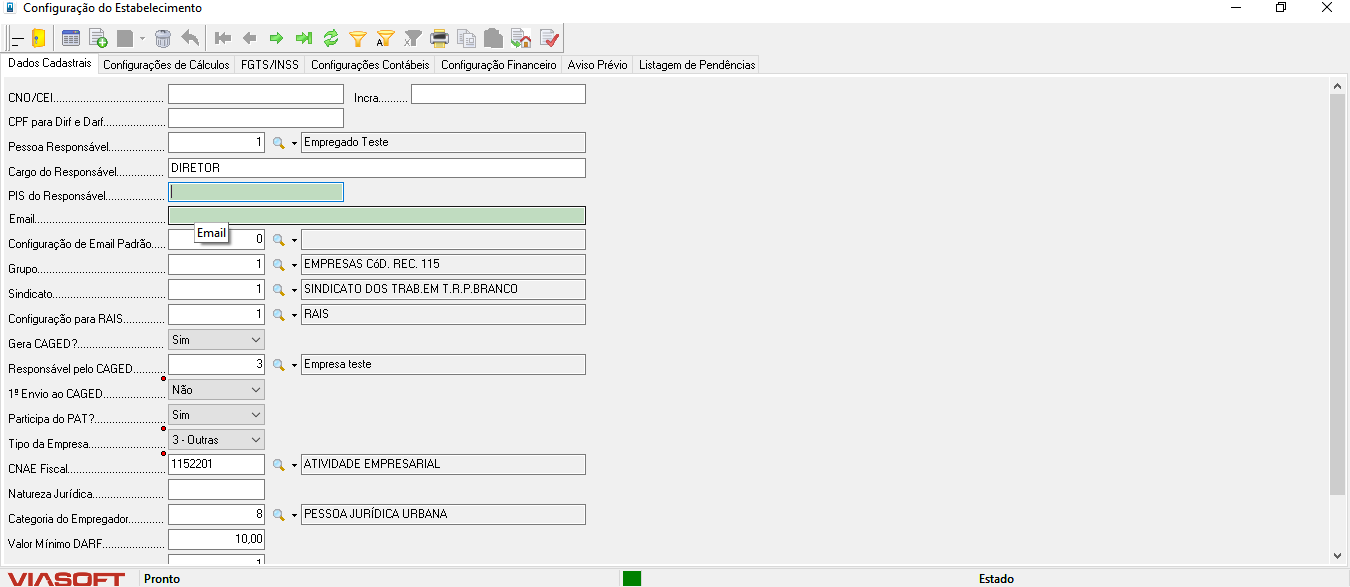 Configuração do Estabelecimento
Dados Cadastrais Configurações de Cálculos FGTS/INSS Configurações Contábeis Configuração Financeiro Aviso Prévio Listagem de Pendências
CNO/CEI Incra
CPF para Dirf e Darf
Pessoa Responsável 1 Empregado Teste
Cargo do Responsável DIRETOR
PIS do Responsável
Email
Email
Configuração de Email Padrão 0
Grupo 1 EMPRESAS CóD. REC. 115
Sindicato 1 SINDICATO DOS TRAB.EM T.R.P.BRANCO
Configuração para RAIS 1 RAIS
Gera CAGED? Sim
Responsável pelo CAGED 3 Empresa teste
1º Envio ao CAGED Não
Participa do PAT? Sim
Tipo da Empresa 3 - Outras
CNAE Fiscal 1152201 ATIVIDADE EMPRESARIAL
Natureza Jurídica
Categoria do Empregador 8 PESSOA JURÍDICA URBANA
Valor Mínimo DARF 10,00
VIASOFT Pronto Estado